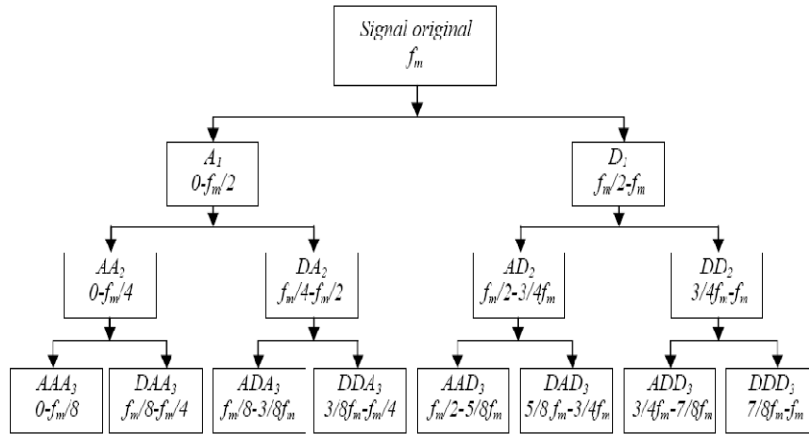 Signal original
fₘ
A₁
0-fₘ/2
D₁
fₘ/2-fₘ
AA₂
0-fₘ/4
DA₂
fₘ/4-fₘ/2
AD₂
fₘ/2-3/4fₘ
DD₂
3/4fₘ-fₘ
AAA₃
0-fₘ/8
DAA₃
fₘ/8-fₘ/4
ADA₃
fₘ/8-3/8fₘ
DDA₃
3/8fₘ-fₘ/4
AAD₃
fₘ/2-5/8fₘ
DAD₃
5/8 fₘ-3/4fₘ
ADD₃
3/4fₘ-7/8fₘ
DDD₃
7/8fₘ-fₘ